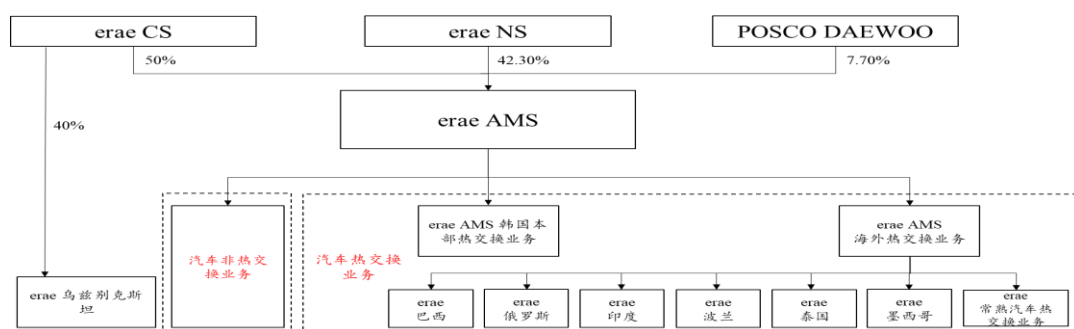 erae CS
erae NS
POSCO DAEWOO
50%
42.30%
7.70%
erae AMS
40%
erae AMS 韩国本
部热交换业务
erae AMS
海外热交换业务
汽车非热交
换业务
汽车热交换
业务
erae 乌兹别克斯
坦
erae
巴西
erae
俄罗斯
erae
印度
erae
波兰
erae
泰国
erae
墨西哥
erae
常熟汽车热
交换业务